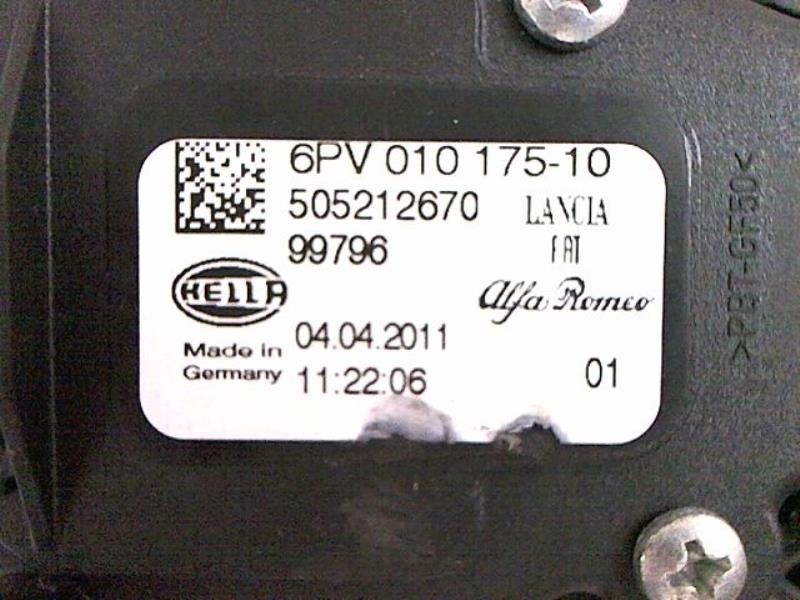 6PV 010 175-10
505212670
LANCIA
99796
FIAT
HELLA
Alfa Romeo
Made in
Germany
04.04.2011
11:22:06
01
>PBT-GF50<